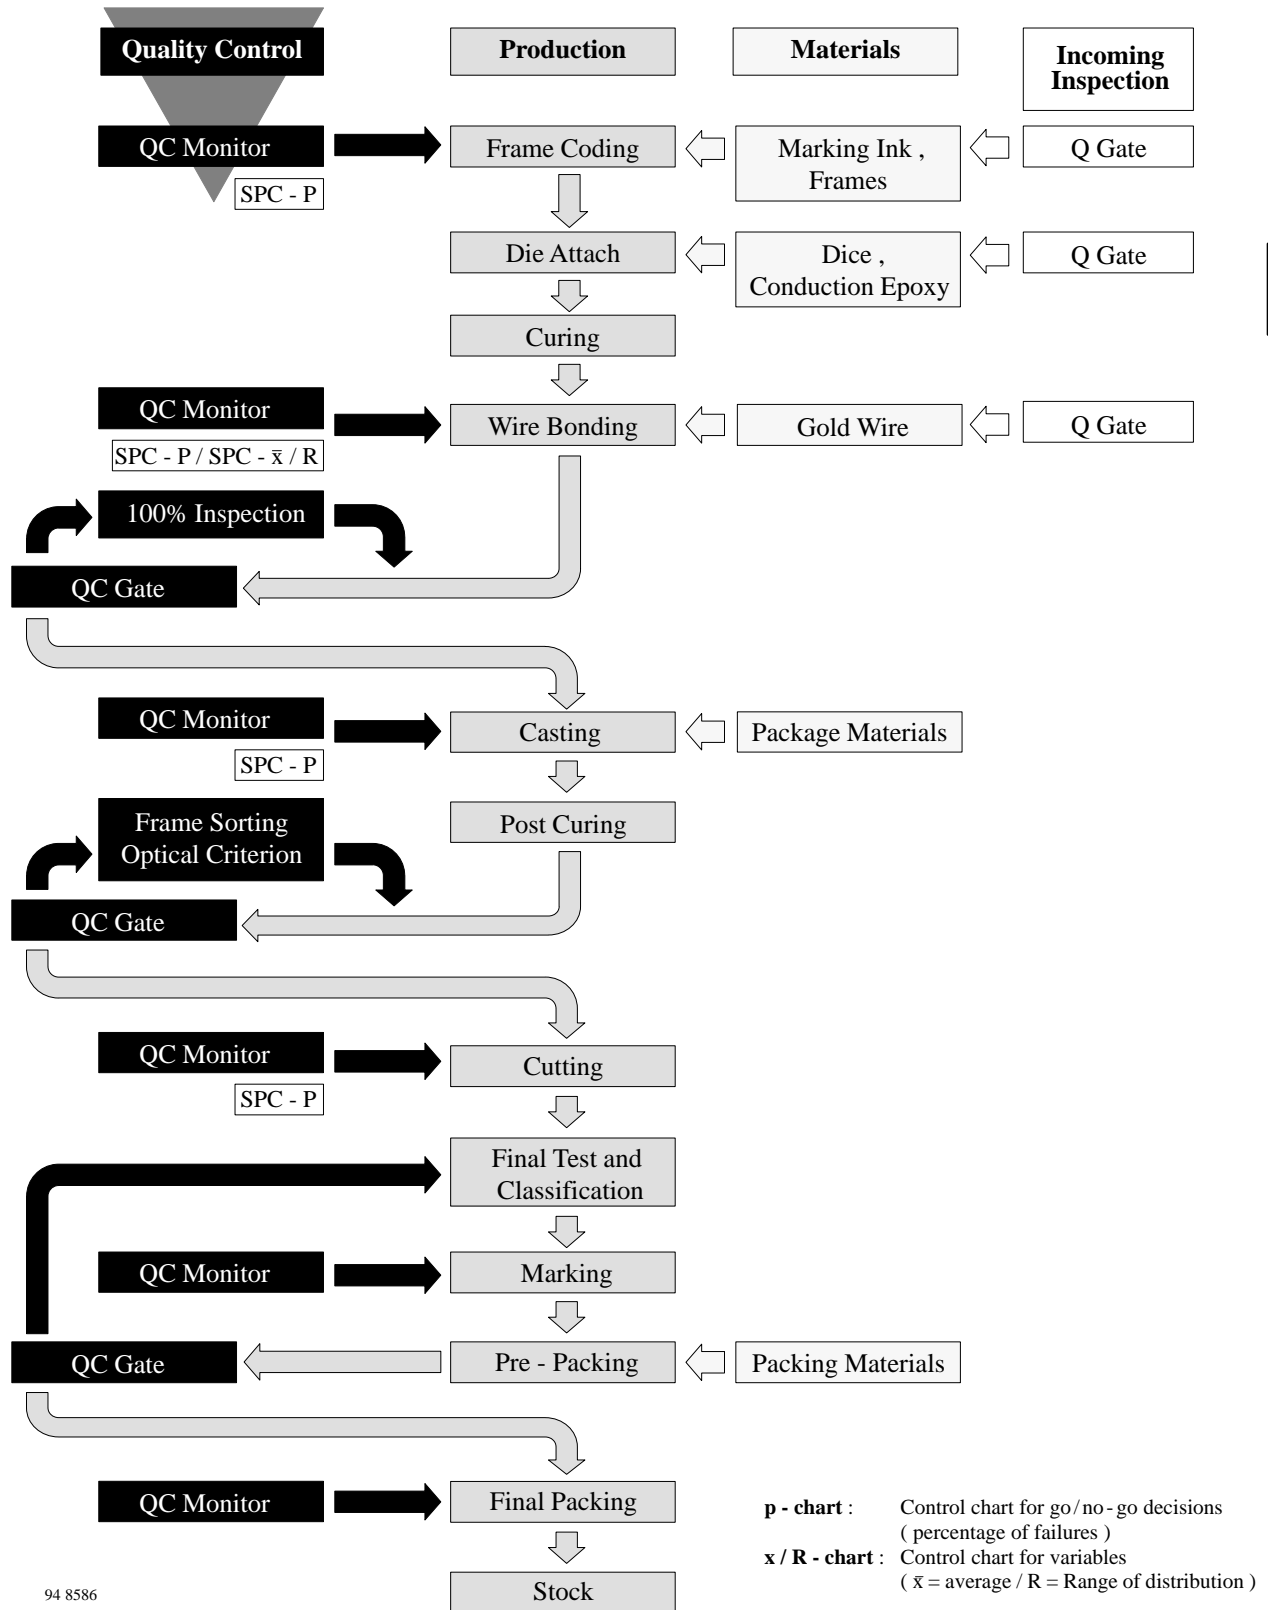 Quality Control
Production
Materials
Incoming
Inspection
QC Monitor
Frame Coding
Marking Ink ,
Frames
Q Gate
SPC - P
Die Attach
Dice ,
Conduction Epoxy
Q Gate
Curing
QC Monitor
Wire Bonding
Gold Wire
Q Gate
SPC - P / SPC - x̄ / R
100% Inspection
QC Gate
QC Monitor
Casting
Package Materials
SPC - P
Frame Sorting
Optical Criterion
Post Curing
QC Gate
QC Monitor
Cutting
SPC - P
Final Test and
Classification
QC Monitor
Marking
QC Gate
Pre - Packing
Packing Materials
QC Monitor
Final Packing
Stock
p - chart : Control chart for go/no-go decisions
( percentage of failures )
x / R - chart : Control chart for variables
( x̄ = average / R = Range of distribution )
94 8586